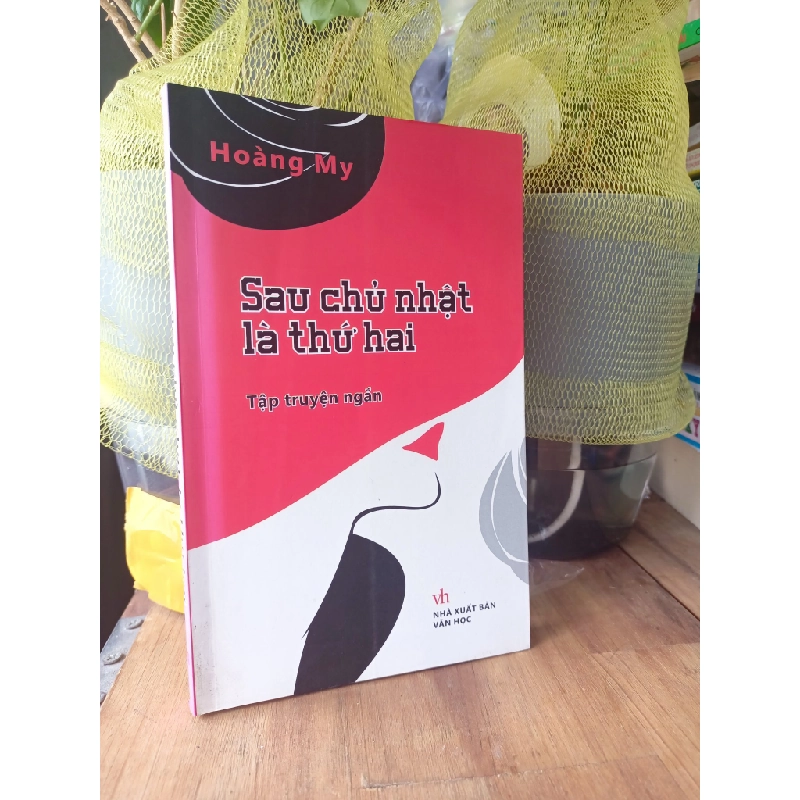 Hoàng My
Sau chủ nhật
là thứ hai
Tập truyện ngắn
vh
NHÀ XUẤT BẢN
VĂN HỌC